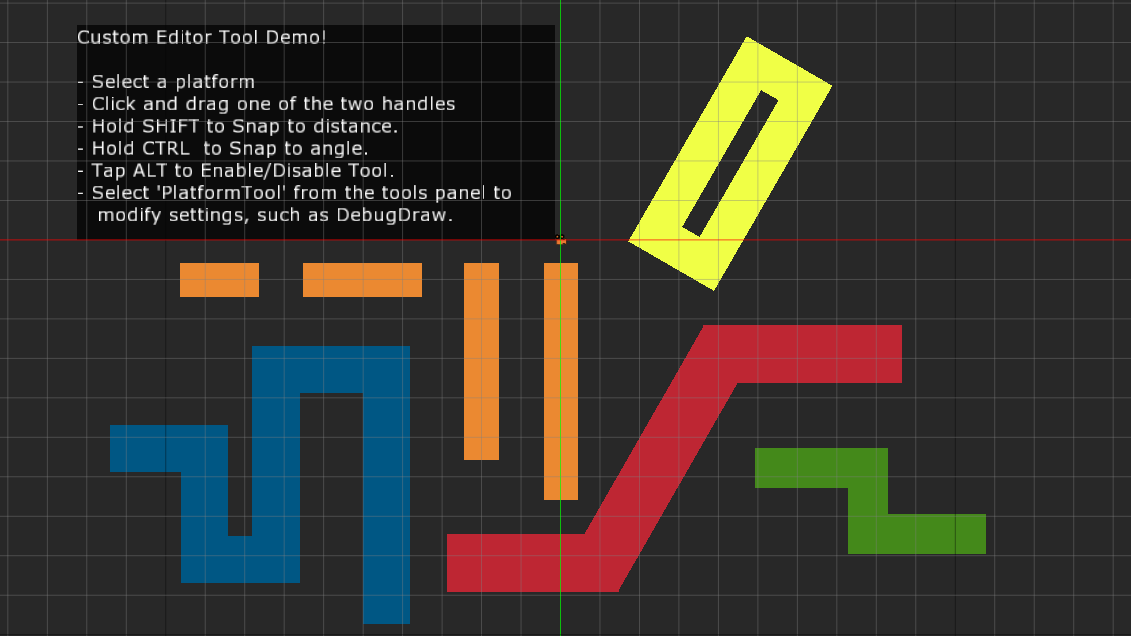 Custom Editor Tool Demo!
- Select a platform
- Click and drag one of the two handles
- Hold SHIFT to Snap to distance.
- Hold CTRL  to Snap to angle.
- Tap ALT to Enable/Disable Tool.
- Select 'PlatformTool' from the tools panel to
modify settings, such as DebugDraw.